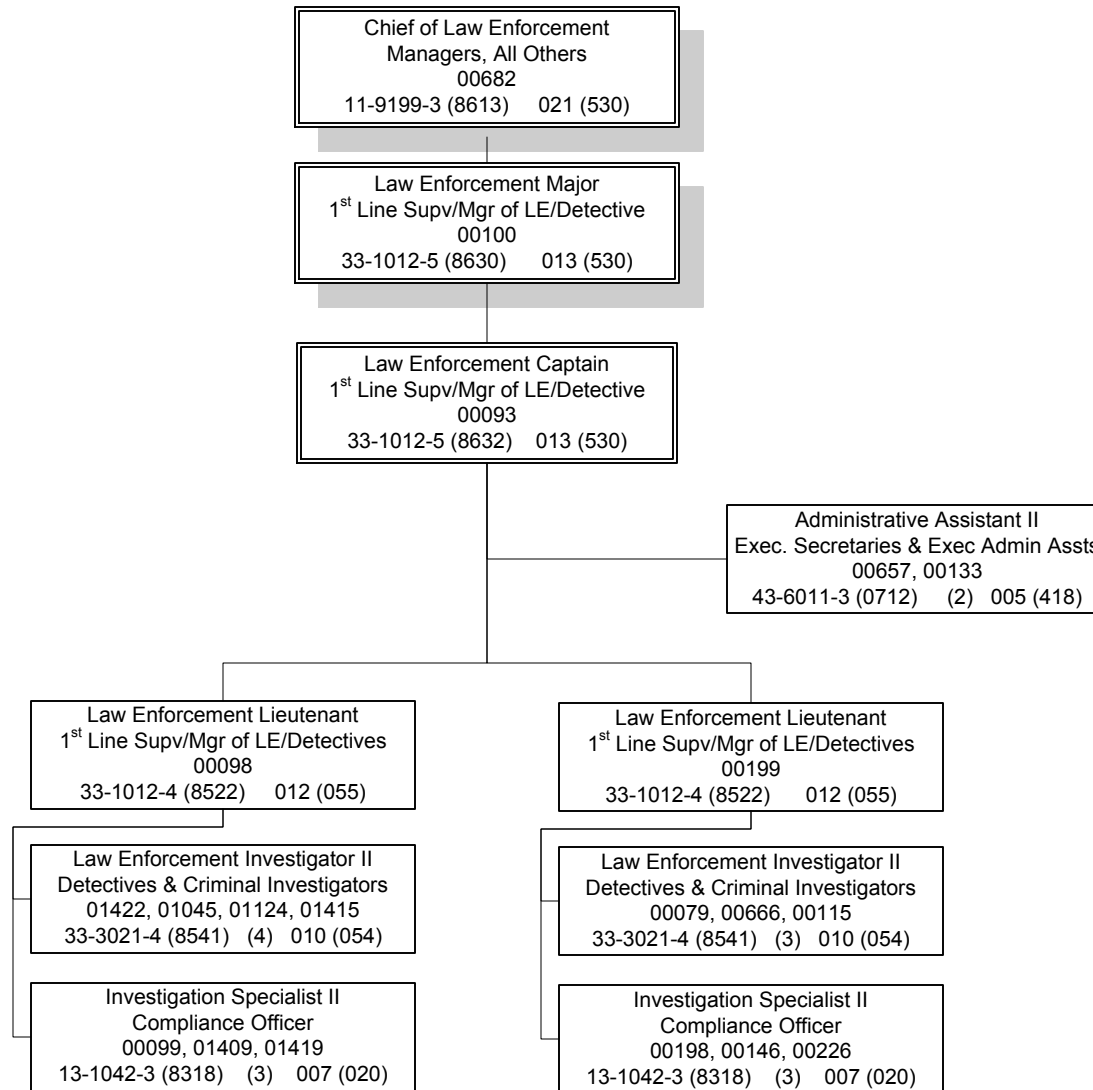 Chief of Law Enforcement
Managers, All Others
00682
11-9199-3 (8613) 021 (530)
Law Enforcement Major
1st Line Supv/Mgr of LE/Detective
00100
33-1012-5 (8630) 013 (530)
Law Enforcement Captain
1st Line Supv/Mgr of LE/Detective
00093
33-1012-5 (8632) 013 (530)
Administrative Assistant II
Exec. Secretaries & Exec Admin Assts
00657, 00133
43-6011-3 (0712) (2) 005 (418)
Law Enforcement Lieutenant
1st Line Supv/Mgr of LE/Detectives
00098
33-1012-4 (8522) 012 (055)
Law Enforcement Investigator II
Detectives & Criminal Investigators
01422, 01045, 01124, 01415
33-3021-4 (8541) (4) 010 (054)
Investigation Specialist II
Compliance Officer
00099, 01409, 01419
13-1042-3 (8318) (3) 007 (020)
Law Enforcement Lieutenant
1st Line Supv/Mgr of LE/Detectives
00199
33-1012-4 (8522) 012 (055)
Law Enforcement Investigator II
Detectives & Criminal Investigators
00079, 00666, 00115
33-3021-4 (8541) (3) 010 (054)
Investigation Specialist II
Compliance Officer
00198, 00146, 00226
13-1042-3 (8318) (3) 007 (020)